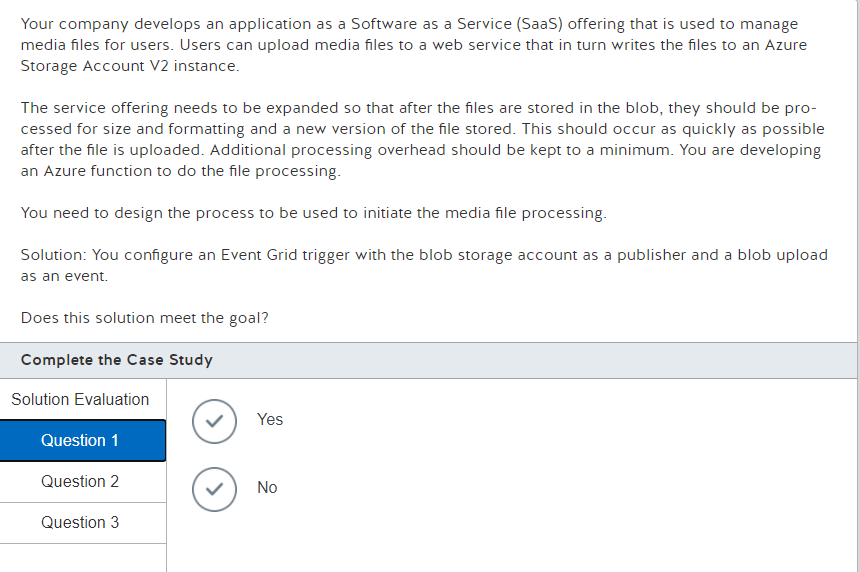 Your company develops an application as a Software as a Service (SaaS) offering that is used to manage
media files for users. Users can upload media files to a web service that in turn writes the files to an Azure
Storage Account V2 instance.
The service offering needs to be expanded so that after the files are stored in the blob, they should be pro-
cessed for size and formatting and a new version of the file stored. This should occur as quickly as possible
after the file is uploaded. Additional processing overhead should be kept to a minimum. You are developing
an Azure function to do the file processing.
You need to design the process to be used to initiate the media file processing.
Solution: You configure an Event Grid trigger with the blob storage account as a publisher and a blob upload
as an event.
Does this solution meet the goal?
Complete the Case Study
Solution Evaluation
Question 1
Question 2
Question 3
Yes
No